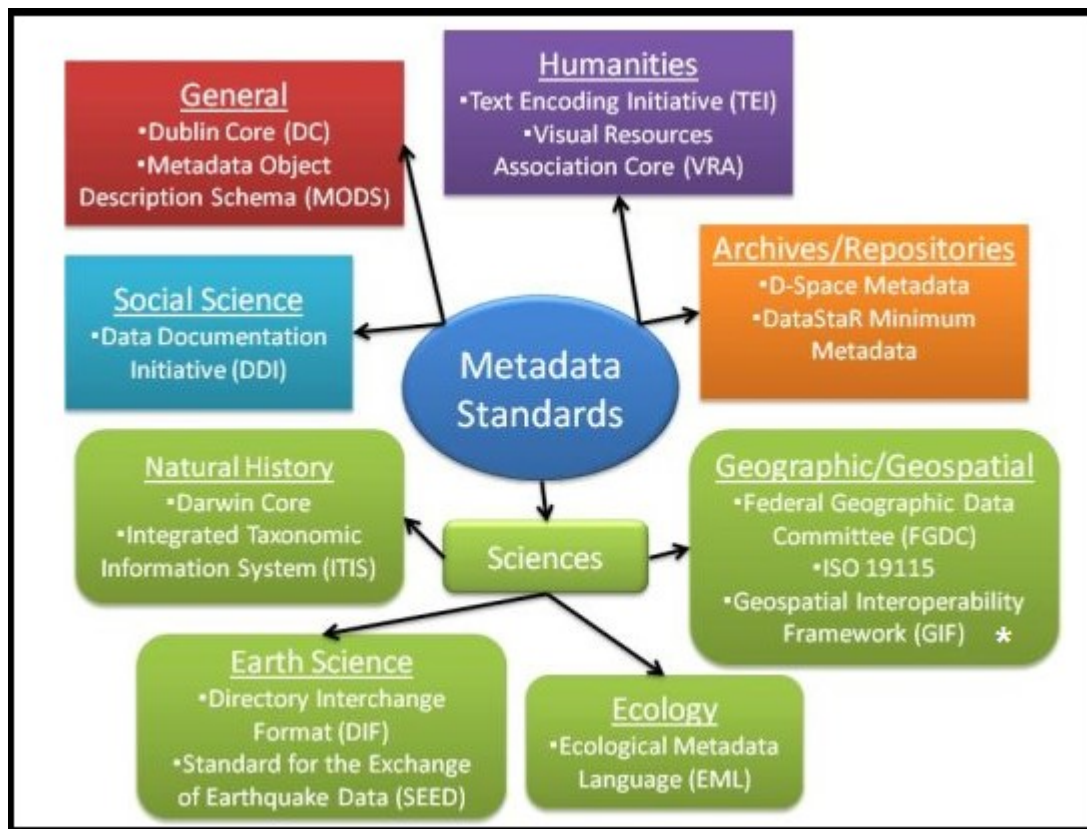 General
•Dublin Core (DC)
•Metadata Object
Description Schema (MODS)
Humanities
•Text Encoding Initiative (TEI)
•Visual Resources
Association Core (VRA)
Social Science
•Data Documentation
Initiative (DDI)
Metadata
Standards
Archives/Repositories
•D-Space Metadata
•DataStaR Minimum
Metadata
Natural History
•Darwin Core
•Integrated Taxonomic
Information System (ITIS)
Sciences
Geographic/Geospatial
•Federal Geographic Data
Committee (FGDC)
•ISO 19115
•Geospatial Interoperability
Framework (GIF) *
Earth Science
•Directory Interchange
Format (DIF)
•Standard for the Exchange
of Earthquake Data (SEED)
Ecology
•Ecological Metadata
Language (EML)